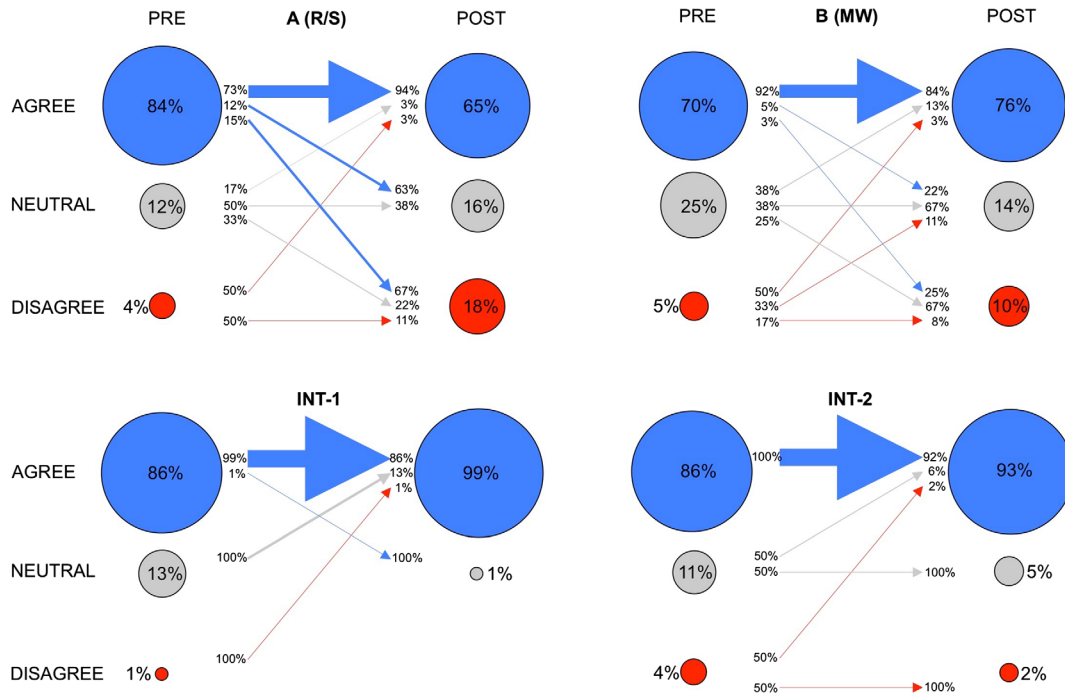 PRE A (R/S) POST PRE B (MW) POST
AGREE 84% 73% 94% 65% 70% 92% 84% 76%
12% 3% 5% 13%
15% 3% 3% 3%
17% 63% 38% 22%
NEUTRAL 12% 50% 38% 16% 25% 38% 67% 14%
33% 25% 11%
50% 67% 50% 25%
DISAGREE 4% 22% 18% 5% 33% 67% 10%
50% 11% 17% 8%
INT-1 INT-2
99% 86% 100% 92%
AGREE 86% 1% 13% 99% 86% 6% 93%
1% 2%
100% 100% 50%
NEUTRAL 13% 1% 11% 50% 100% 5%
100% 50%
DISAGREE 1% 4% 2%
50% 100%